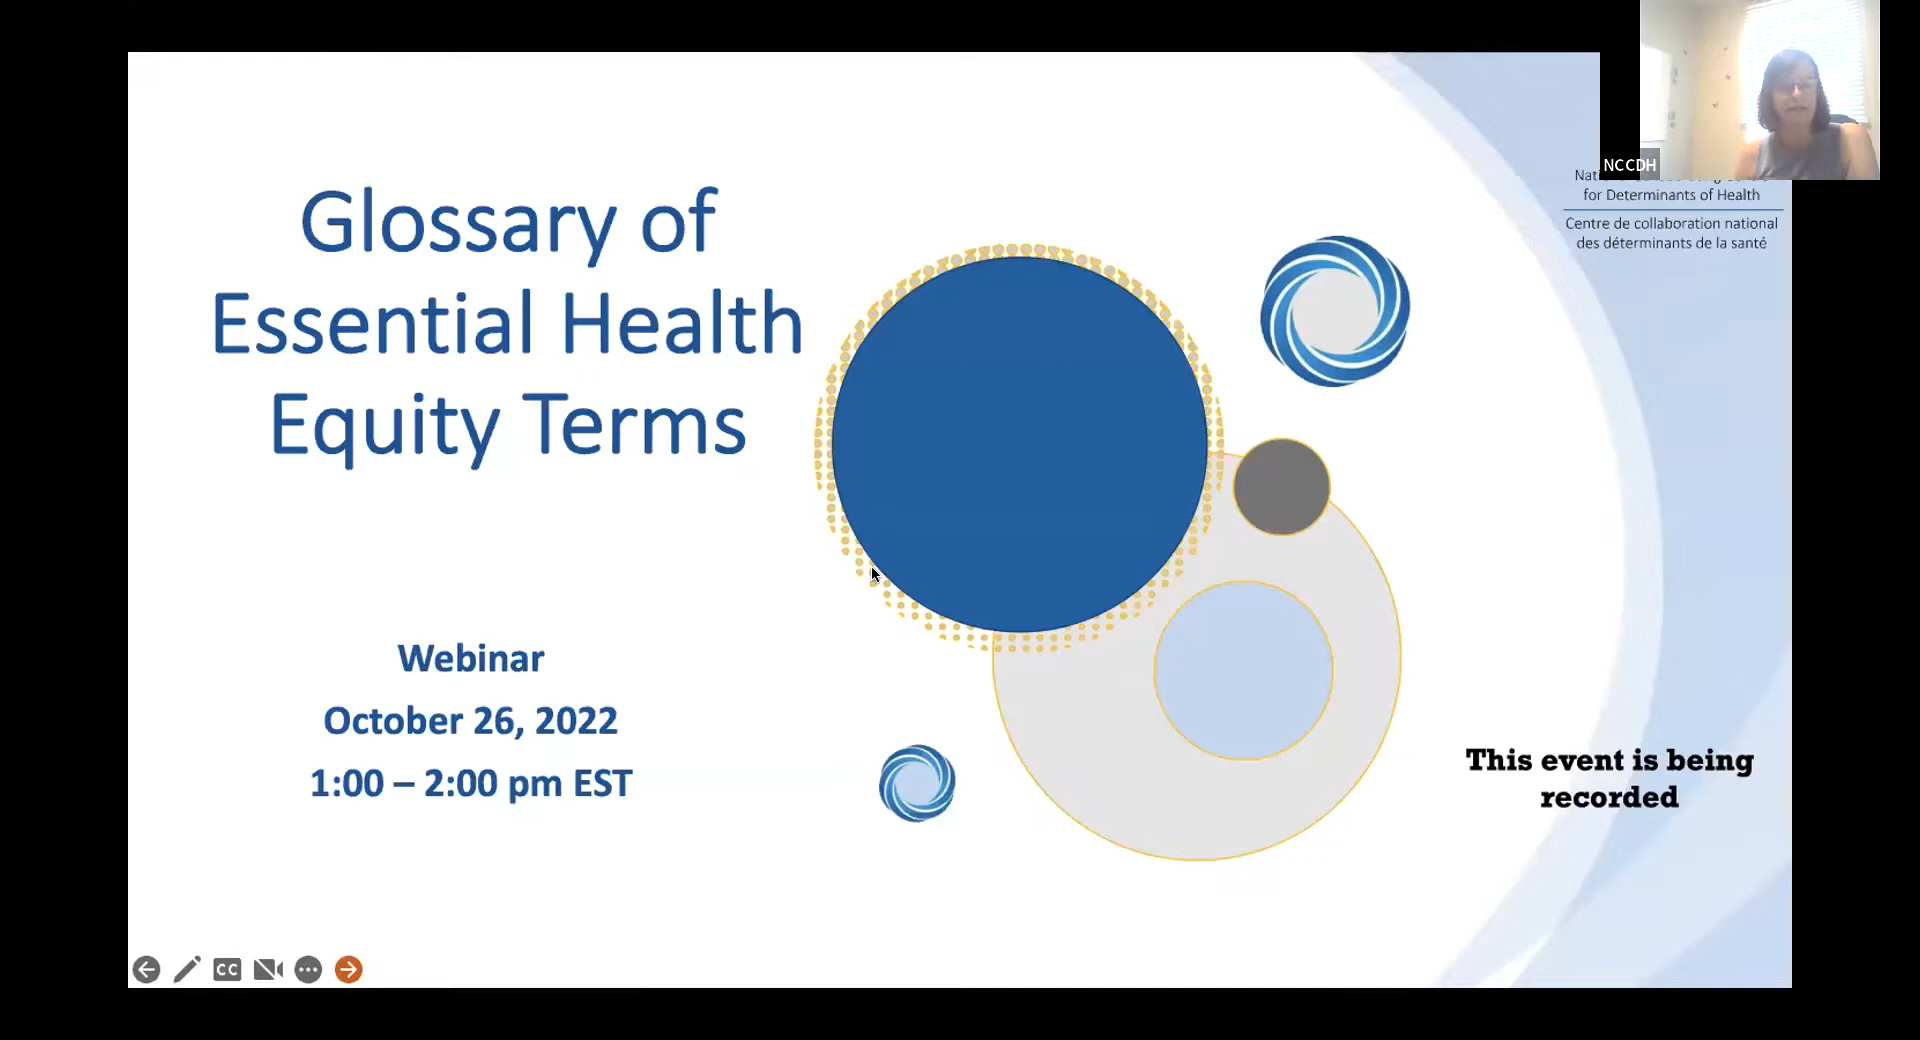 Glossary of
Essential Health
Equity Terms
Webinar
October 26, 2022
1:00 – 2:00 pm EST
NCCDH
for Determinants of Health
Centre de collaboration national
des déterminants de la santé
This event is being
recorded
CC